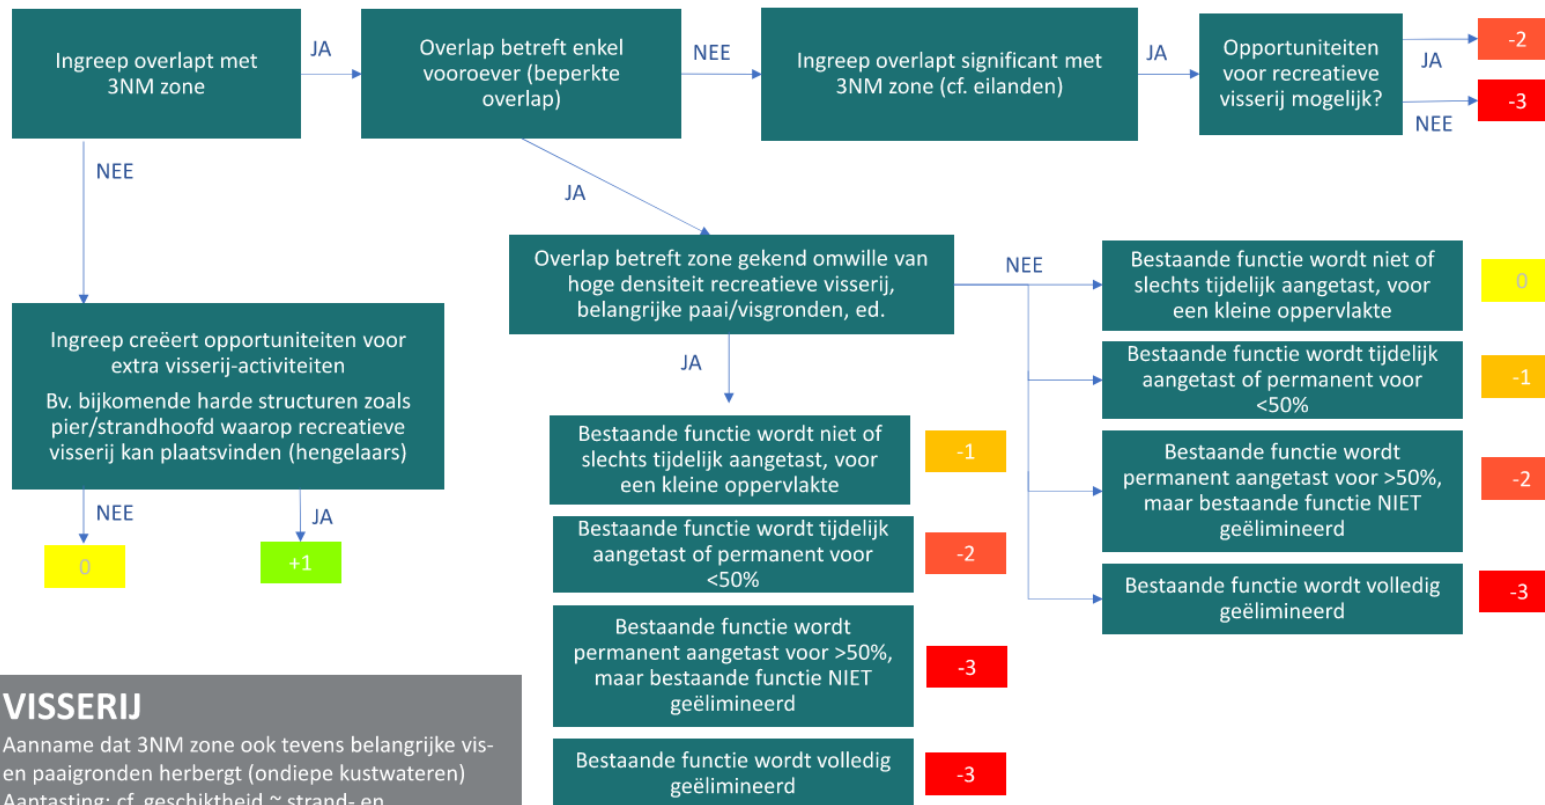 Ingreep overlapt met
3NM zone
JA
Overlap betreft enkel
vooroever (beperkte
overlap)
NEE
Ingreep overlapt significant met
3NM zone (cf. eilanden)
JA
Opportuniteiten
voor recreatieve
visserij mogelijk?
JA
-2
NEE
-3
NEE
JA
Ingreep creëert opportuniteiten voor
extra visserij-activiteiten
Bv. bijkomende harde structuren zoals
pier/strandhoofd waarop recreatieve
visserij kan plaatsvinden (hengelaars)
NEE
JA
0
+1
Overlap betreft zone gekend omwille van
hoge densiteit recreatieve visserij,
belangrijke paai/visgronden, ed.
NEE
JA
Bestaande functie wordt niet of
slechts tijdelijk aangetast, voor
een kleine oppervlakte
0
Bestaande functie wordt tijdelijk
aangetast of permanent voor
<50%
-1
Bestaande functie wordt
permanent aangetast voor >50%,
maar bestaande functie NIET
geëlimineerd
-2
Bestaande functie wordt volledig
geëlimineerd
-3
Bestaande functie wordt niet of
slechts tijdelijk aangetast, voor
een kleine oppervlakte
-1
Bestaande functie wordt tijdelijk
aangetast of permanent voor
<50%
-2
Bestaande functie wordt
permanent aangetast voor >50%,
maar bestaande functie NIET
geëlimineerd
-3
Bestaande functie wordt volledig
geëlimineerd
-3
VISSERIJ
Aanname dat 3NM zone ook tevens belangrijke vis-
en paaigronden herbergt (ondiepe kustwateren)
Aantasting: cf. geschiktheid ~ strand- en